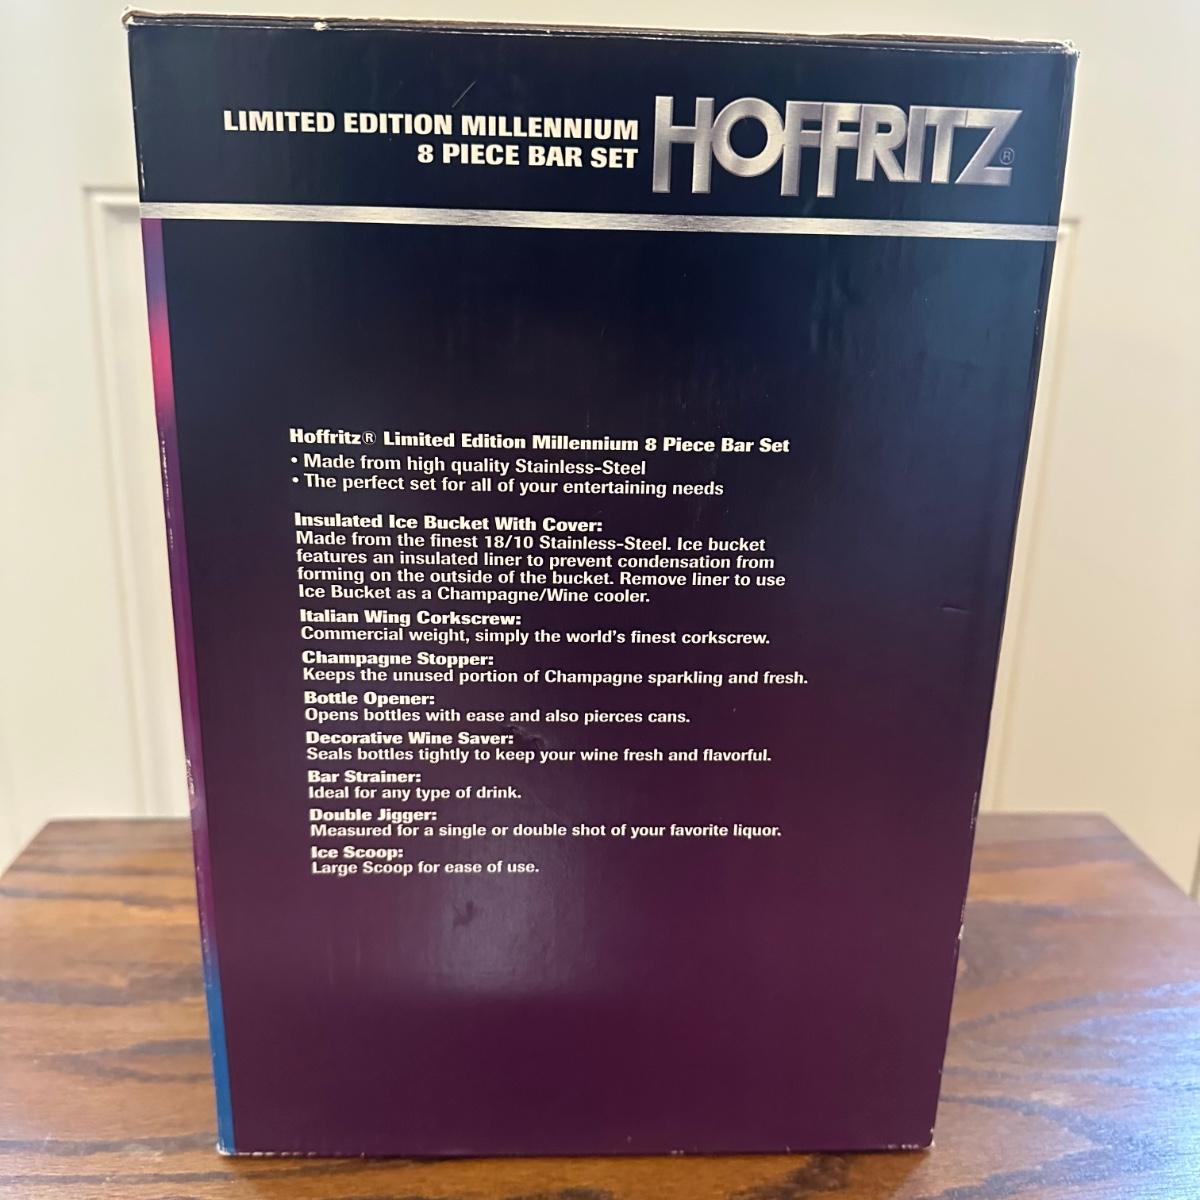 LIMITED EDITION MILLENNIUM
8 PIECE BAR SET
HOFFRITZ®
Hoffritz® Limited Edition Millennium 8 Piece Bar Set
• Made from high quality Stainless-Steel
• The perfect set for all of your entertaining needs
Insulated Ice Bucket With Cover:
Made from the finest 18/10 Stainless-Steel. Ice bucket
features an insulated liner to prevent condensation from
forming on the outside of the bucket. Remove liner to use
Ice Bucket as a Champagne/Wine cooler.
Italian Wing Corkscrew:
Commercial weight, simply the world's finest corkscrew.
Champagne Stopper:
Keeps the unused portion of Champagne sparkling and fresh.
Bottle Opener:
Opens bottles with ease and also pierces cans.
Decorative Wine Saver:
Seals bottles tightly to keep your wine fresh and flavorful.
Bar Strainer:
Ideal for any type of drink.
Double Jigger:
Measured for a single or double shot of your favorite liquor.
Ice Scoop:
Large Scoop for ease of use.